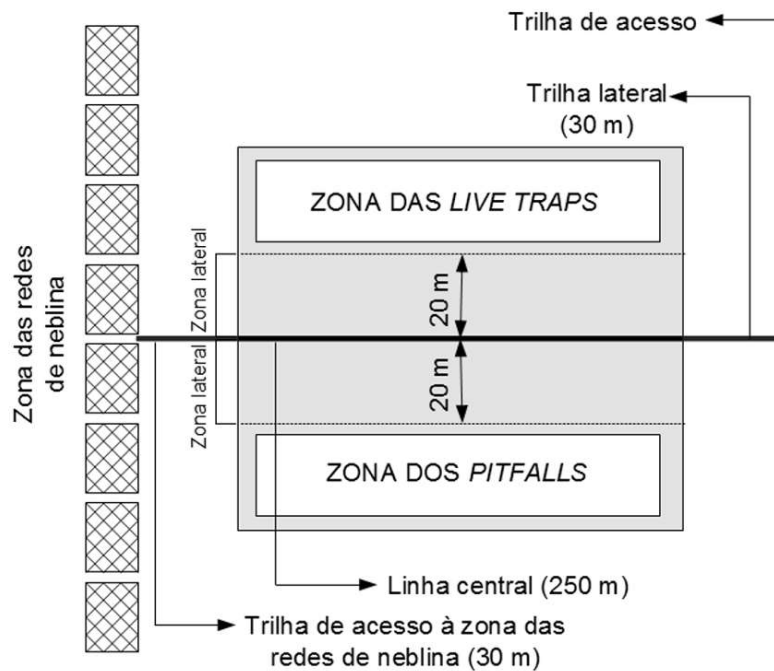 Trilha de acesso
Trilha lateral
(30 m)
ZONA DAS LIVE TRAPS
Zona das redes
de neblina
Zona lateral
20 m
Zona lateral
20 m
ZONA DOS PITFALLS
Linha central (250 m)
Trilha de acesso à zona das
redes de neblina (30 m)